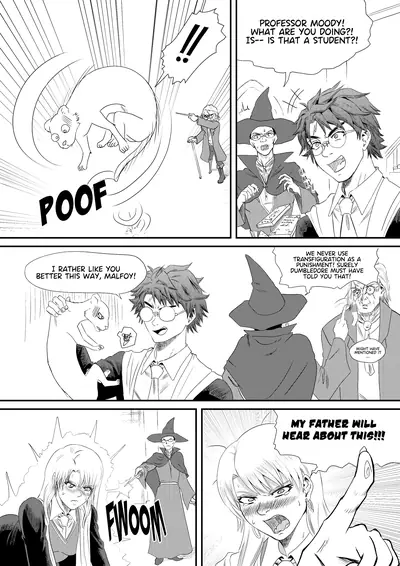 !!
POOF
PROFESSOR MOODY!
WHAT ARE YOU DOING?!
IS-- IS THAT A STUDENT?!
I RATHER LIKE YOU
BETTER THIS WAY, MALFOY!
WE NEVER USE
TRANSFIGURATION AS A
PUNISHMENT! SURELY
DUMBLEDORE MUST HAVE
TOLD YOU THAT!
MIGHT HAVE
MENTIONED IT
FWOOM
MY FATHER WILL
HEAR ABOUT THIS!!!